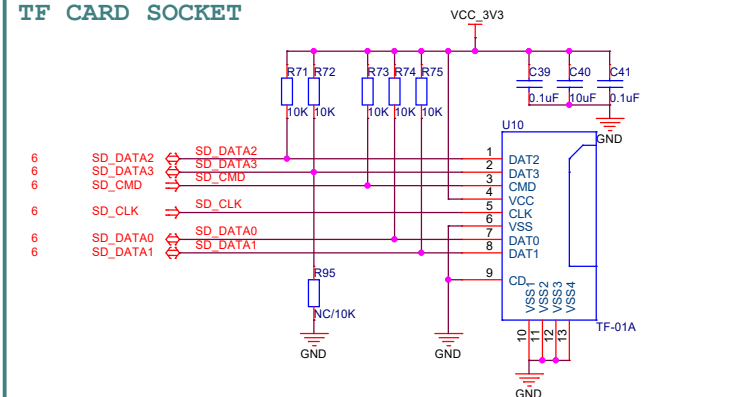 TF CARD SOCKET
VCC_3V3
R71 R72 R73 R74 R75
10K 10K 10K 10K 10K
C39 C40 C41
0.1uF 10uF 0.1uF
GND
U10
6 SD_DATA2 SD_DATA2 1 DAT2
6 SD_DATA3 SD_DATA3 2 DAT3
6 SD_CMD SD_CMD 3 CMD
4 VCC
6 SD_CLK SD_CLK 5 CLK
6 VSS
6 SD_DATA0 SD_DATA0 7 DAT0
6 SD_DATA1 SD_DATA1 8 DAT1
R95
9 CD
VSS1 VSS2 VSS3 VSS4
NC/10K
TF-01A
10 11 12 13
GND GND
GND